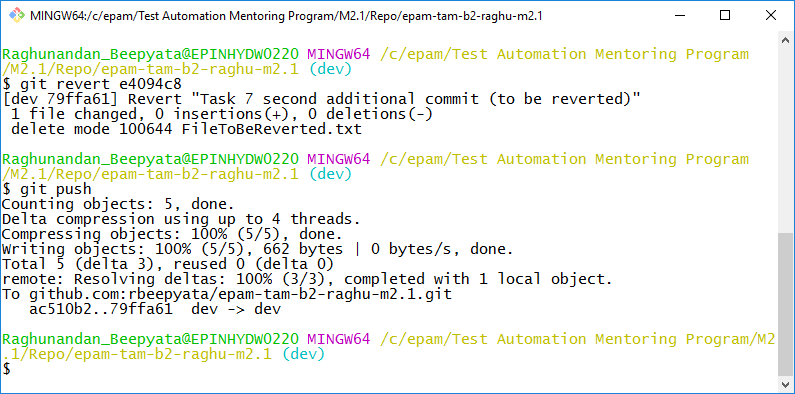 MINGW64:/c/epam/Test Automation Mentoring Program/M2.1/Repo/epam-tam-b2-raghu-m2.1
Raghunandan_Beepyata@EPINHYDW0220 MINGW64 /c/epam/Test Automation Mentoring Program
/M2.1/Repo/epam-tam-b2-raghu-m2.1 (dev)
$ git revert e4094c8
[dev 79ffa61] Revert "Task 7 second additional commit (to be reverted)"
 1 file changed, 0 insertions(+), 0 deletions(-)
 delete mode 100644 FileToBeReverted.txt
Raghunandan_Beepyata@EPINHYDW0220 MINGW64 /c/epam/Test Automation Mentoring Program
/M2.1/Repo/epam-tam-b2-raghu-m2.1 (dev)
$ git push
Counting objects: 5, done.
Delta compression using up to 4 threads.
Compressing objects: 100% (5/5), done.
Writing objects: 100% (5/5), 662 bytes | 0 bytes/s, done.
Total 5 (delta 3), reused 0 (delta 0)
remote: Resolving deltas: 100% (3/3), completed with 1 local object.
To github.com:rbeepyata/epam-tam-b2-raghu-m2.1.git
   ac510b2..79ffa61  dev -> dev
Raghunandan_Beepyata@EPINHYDW0220 MINGW64 /c/epam/Test Automation Mentoring Program/M2
.1/Repo/epam-tam-b2-raghu-m2.1 (dev)
$